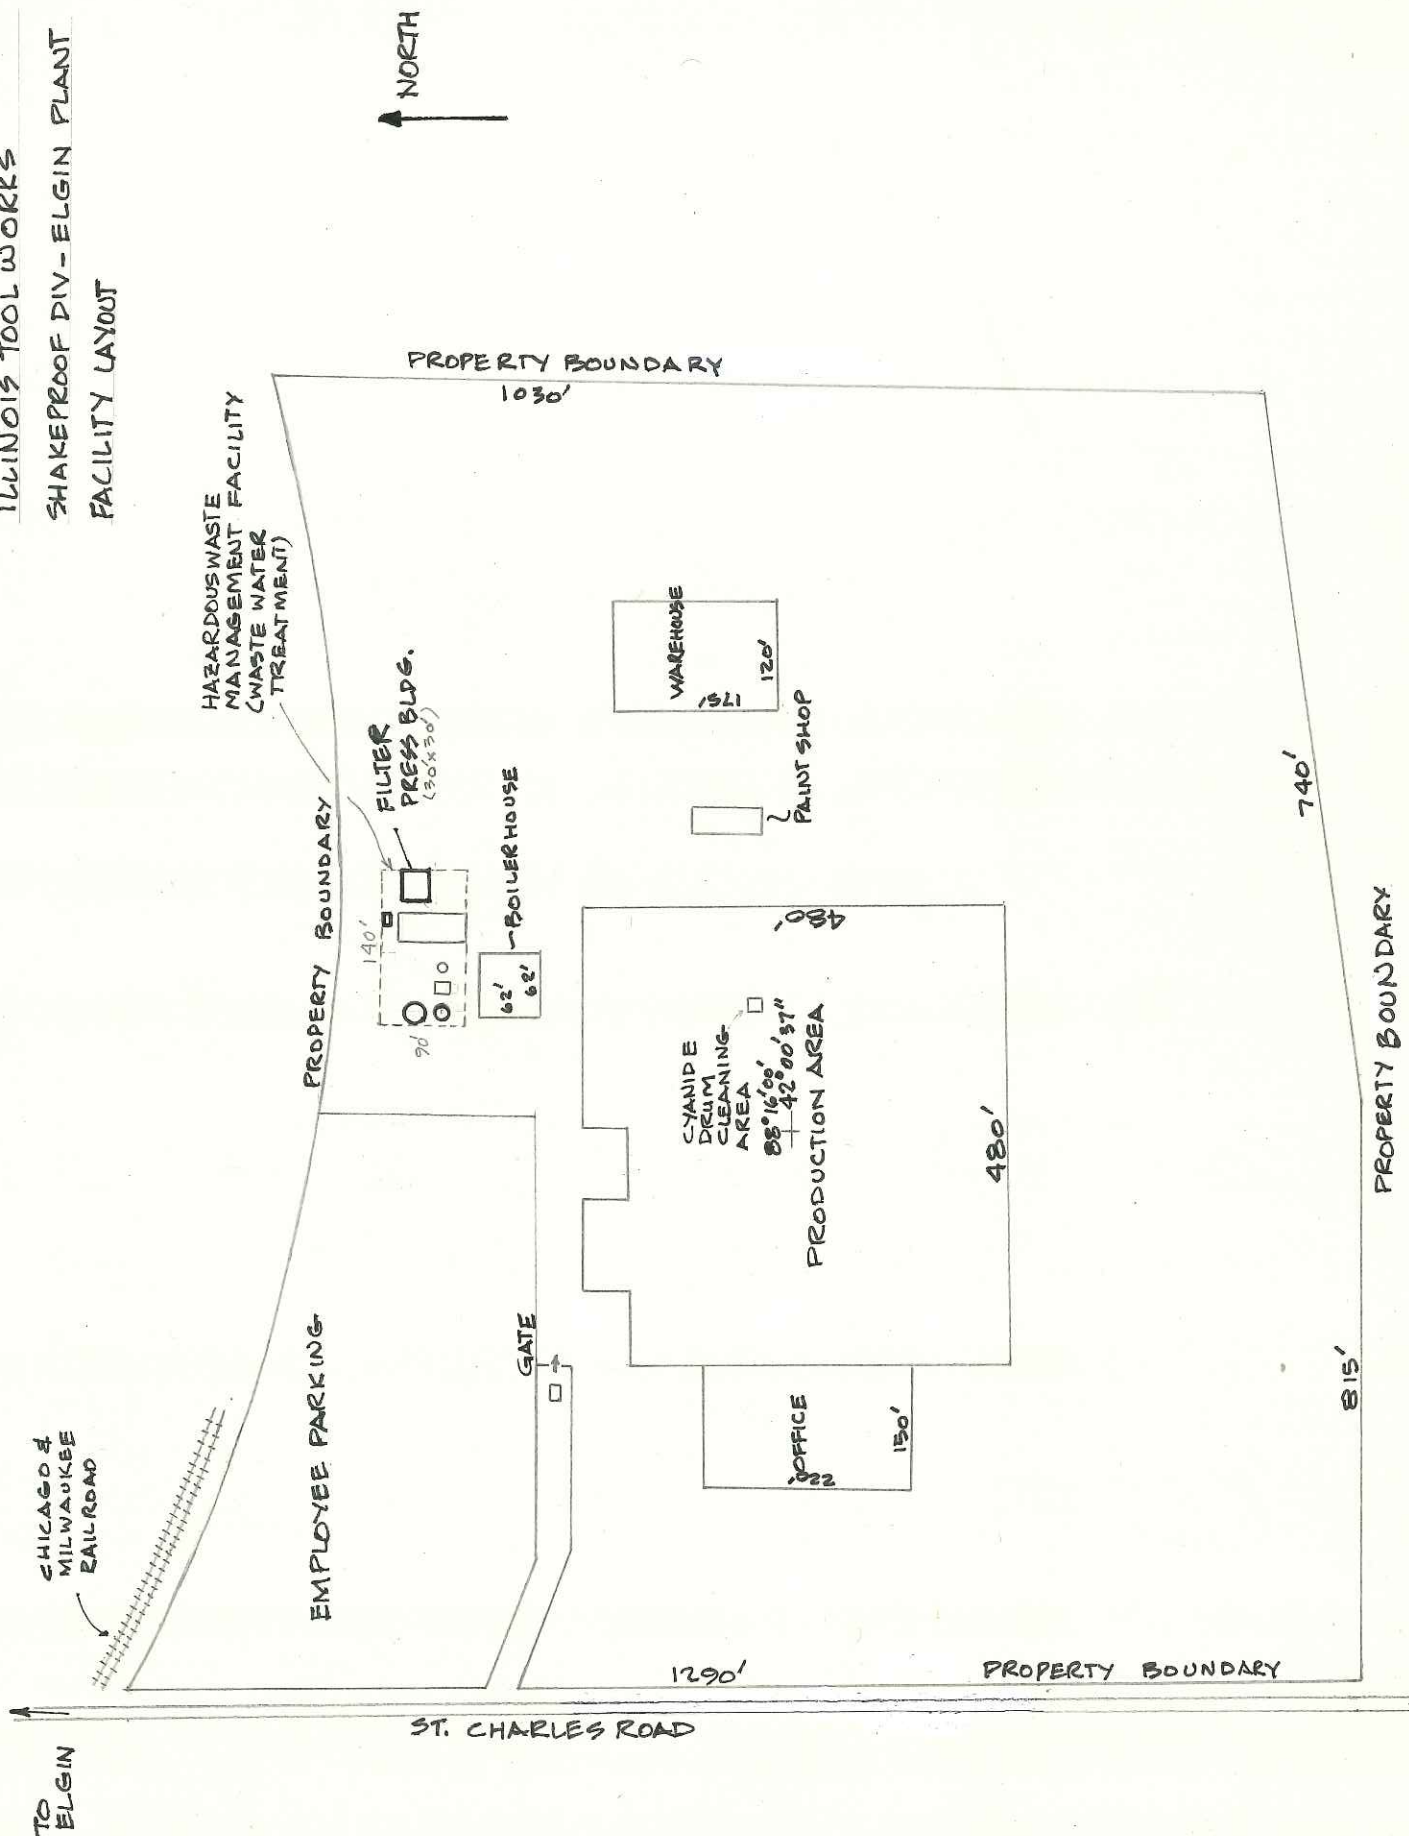 ILLINOIS TOOL WORKS
SHAKEPROOF DIV-ELGIN PLANT
FACILITY LAYOUT
NORTH
CHICAGO &
MILWAUKEE
RAILROAD
TO
ELGIN
HAZARDOUS WASTE
MANAGEMENT FACILITY
(WASTE WATER
TREATMENT)
PROPERTY BOUNDARY
FILTER
PRESS BLDG.
(30'x30')
140'
90'
BOILER HOUSE
62'
62'
EMPLOYEE PARKING
GATE
PROPERTY BOUNDARY
1030'
WAREHOUSE
175'
120'
PAINT SHOP
480'
CYANIDE
DRUM
CLEANING
AREA
88°16'00"
42°00'37"
PRODUCTION AREA
480'
OFFICE
220'
150'
1290'
PROPERTY BOUNDARY
ST. CHARLES ROAD
740'
815'
PROPERTY BOUNDARY